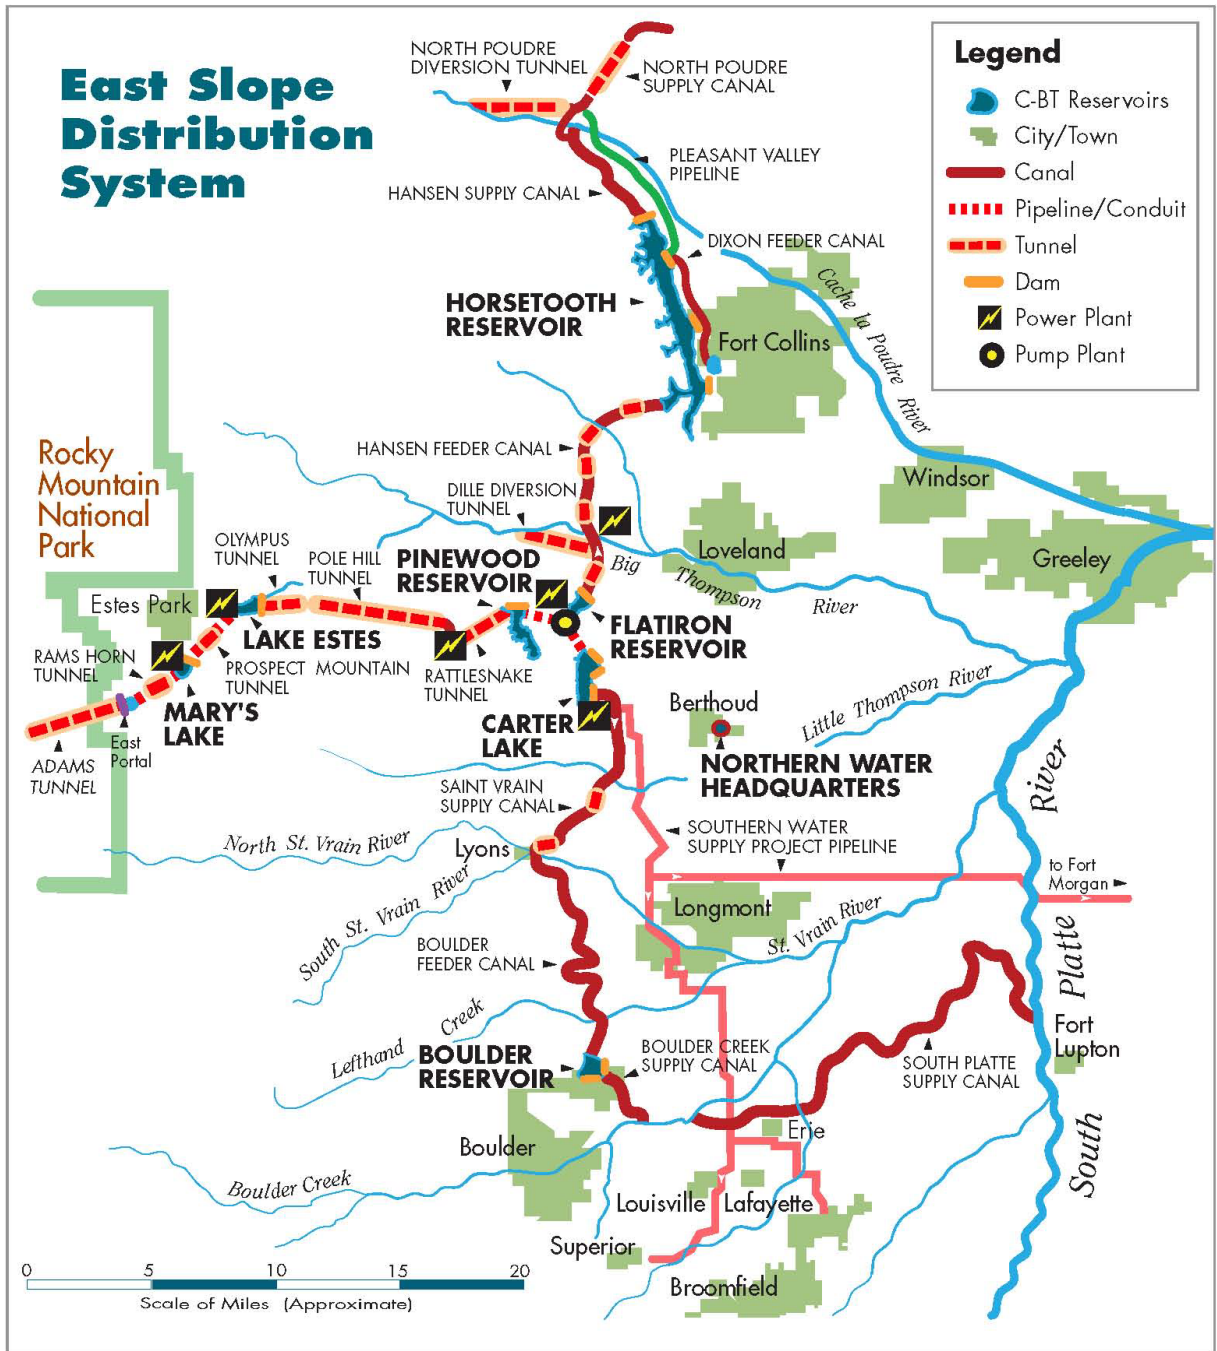 East Slope
Distribution
System
NORTH POUDRE
DIVERSION TUNNEL
NORTH POUDRE
SUPPLY CANAL
PLEASANT VALLEY
PIPELINE
HANSEN SUPPLY CANAL
DIXON FEEDER CANAL
Legend
C-BT Reservoirs
City/Town
Canal
Pipeline/Conduit
Tunnel
Dam
Power Plant
Pump Plant
HORSETOOTH
RESERVOIR
Fort Collins
Cache la Poudre River
HANSEN FEEDER CANAL
Rocky
Mountain
National
Park
Windsor
DILLE DIVERSION
TUNNEL
Loveland
Greeley
OLYMPUS
TUNNEL
POLE HILL
TUNNEL
PINEWOOD
RESERVOIR
Big Thompson River
Estes Park
LAKE ESTES
FLATIRON
RESERVOIR
RAMS HORN
TUNNEL
PROSPECT MOUNTAIN
TUNNEL
RATTLESNAKE
TUNNEL
MARY'S
LAKE
East
Portal
ADAMS
TUNNEL
CARTER
LAKE
Berthoud
Little Thompson River
NORTHERN WATER
HEADQUARTERS
SAINT VRAIN
SUPPLY CANAL
SOUTHERN WATER
SUPPLY PROJECT PIPELINE
North St. Vrain River
Lyons
to Fort
Morgan
South St. Vrain River
Longmont
St. Vrain River
BOULDER
FEEDER CANAL
South Platte River
Lefthand Creek
BOULDER
RESERVOIR
BOULDER CREEK
SUPPLY CANAL
SOUTH PLATTE
SUPPLY CANAL
Fort
Lupton
Erie
Boulder
Boulder Creek
Louisville
Lafayette
Superior
Broomfield
0 5 10 15 20
Scale of Miles (Approximate)